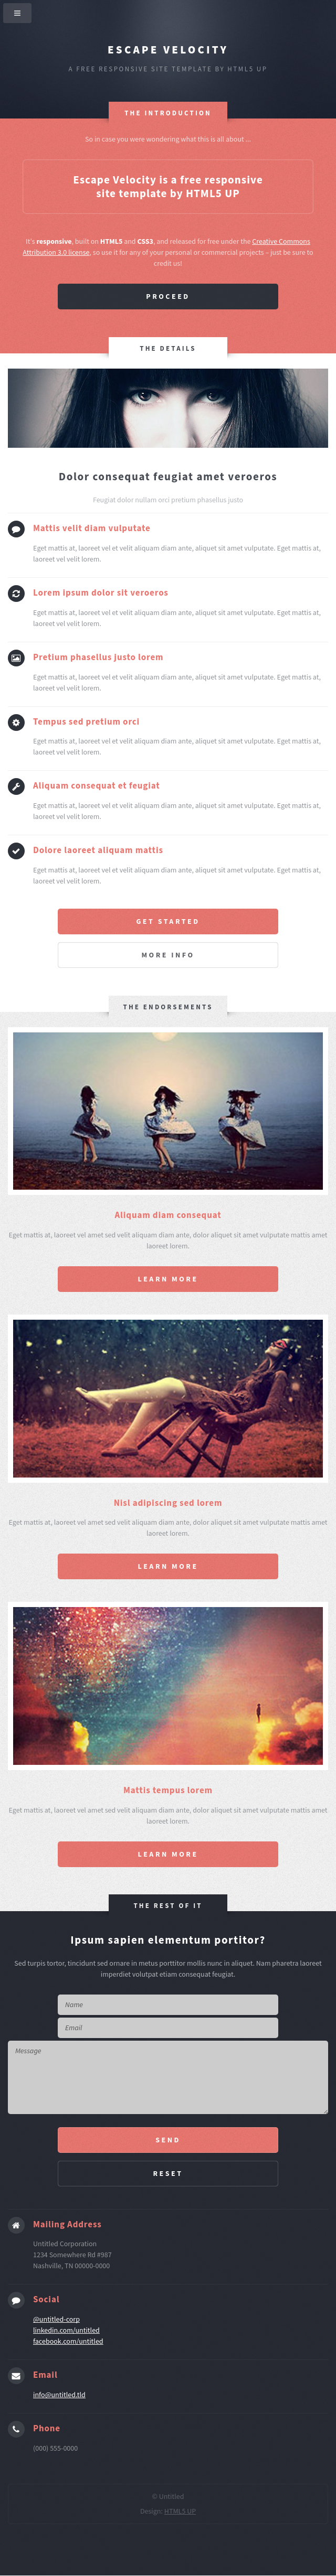 ESCAPE VELOCITY
A FREE RESPONSIVE SITE TEMPLATE BY HTML5 UP
THE INTRODUCTION
So in case you were wondering what this is all about ...
Escape Velocity is a free responsive
site template by HTML5 UP
It's responsive, built on HTML5 and CSS3, and released for free under the Creative Commons
Attribution 3.0 license, so use it for any of your personal or commercial projects – just be sure to
credit us!
PROCEED
THE DETAILS
Dolor consequat feugiat amet veroeros
Feugiat dolor nullam orci pretium phasellus justo
Mattis velit diam vulputate
Eget mattis at, laoreet vel et velit aliquam diam ante, aliquet sit amet vulputate. Eget mattis at,
laoreet vel velit lorem.
Lorem ipsum dolor sit veroeros
Eget mattis at, laoreet vel et velit aliquam diam ante, aliquet sit amet vulputate. Eget mattis at,
laoreet vel velit lorem.
Pretium phasellus justo lorem
Eget mattis at, laoreet vel et velit aliquam diam ante, aliquet sit amet vulputate. Eget mattis at,
laoreet vel velit lorem.
Tempus sed pretium orci
Eget mattis at, laoreet vel et velit aliquam diam ante, aliquet sit amet vulputate. Eget mattis at,
laoreet vel velit lorem.
Aliquam consequat et feugiat
Eget mattis at, laoreet vel et velit aliquam diam ante, aliquet sit amet vulputate. Eget mattis at,
laoreet vel velit lorem.
Dolore laoreet aliquam mattis
Eget mattis at, laoreet vel et velit aliquam diam ante, aliquet sit amet vulputate. Eget mattis at,
laoreet vel velit lorem.
GET STARTED
MORE INFO
THE ENDORSEMENTS
Aliquam diam consequat
Eget mattis at, laoreet vel amet sed velit aliquam diam ante, dolor aliquet sit amet vulputate mattis amet
laoreet lorem.
LEARN MORE
Nisl adipiscing sed lorem
Eget mattis at, laoreet vel amet sed velit aliquam diam ante, dolor aliquet sit amet vulputate mattis amet
laoreet lorem.
LEARN MORE
Mattis tempus lorem
Eget mattis at, laoreet vel amet sed velit aliquam diam ante, dolor aliquet sit amet vulputate mattis amet
laoreet lorem.
LEARN MORE
THE REST OF IT
Ipsum sapien elementum portitor?
Sed turpis tortor, tincidunt sed ornare in metus porttitor mollis nunc in aliquet. Nam pharetra laoreet
imperdiet volutpat etiam consequat feugiat.
Name
Email
Message
SEND
RESET
Mailing Address
Untitled Corporation
1234 Somewhere Rd #987
Nashville, TN 00000-0000
Social
@untitled-corp
linkedin.com/untitled
facebook.com/untitled
Email
info@untitled.tld
Phone
(000) 555-0000
© Untitled
Design: HTML5 UP